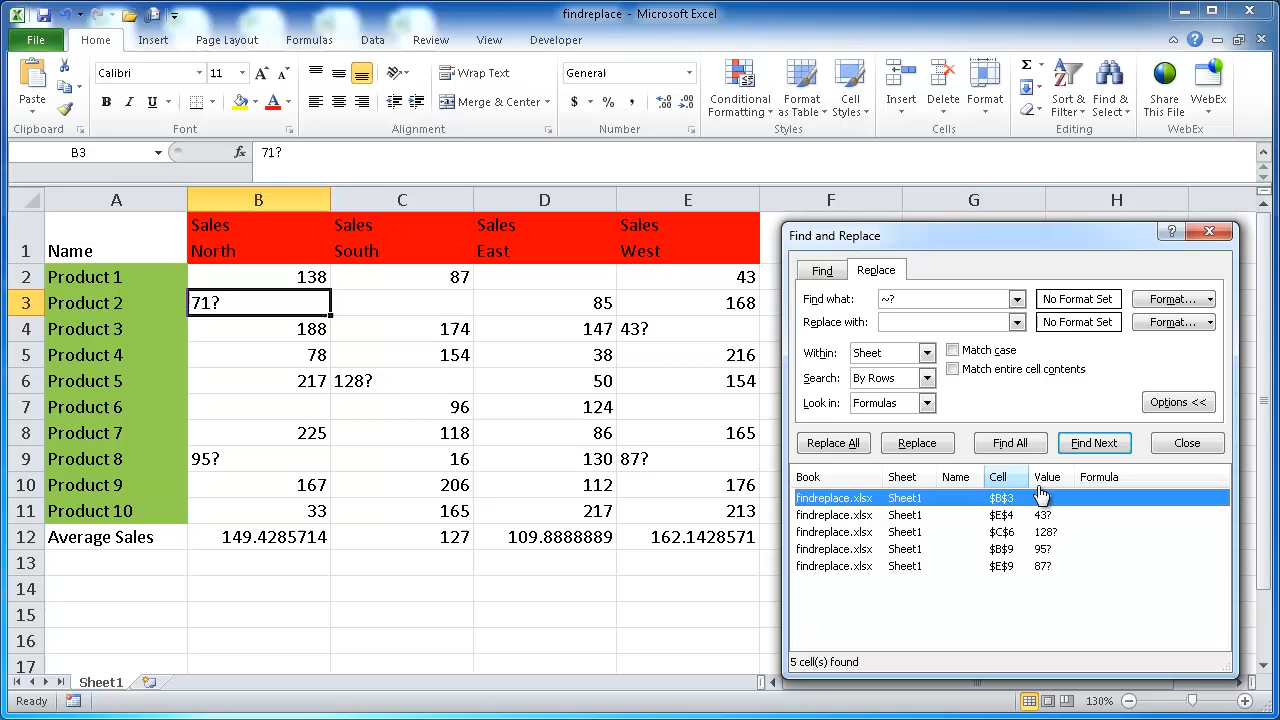 findreplace - Microsoft Excel
File Home Insert Page Layout Formulas Data Review View Developer
Paste
Calibri 11
B I U A
Wrap Text
Merge & Center
General
$ % ,
Conditional Formatting
Format as Table
Cell Styles
Insert Delete Format
Sort & Filter
Find & Select
Share This File
WebEx
Clipboard Font Alignment Number Styles Cells Editing WebEx
B3 fx 71?
A B C D E F G H
1 Name Sales North Sales South Sales East Sales West
2 Product 1 138 87 43
3 Product 2 71? 85 168
4 Product 3 188 174 147 43?
5 Product 4 78 154 38 216
6 Product 5 217 128? 50 154
7 Product 6 96 124
8 Product 7 225 118 86 165
9 Product 8 95? 16 130 87?
10 Product 9 167 206 112 176
11 Product 10 33 165 217 213
12 Average Sales 149.4285714 127 109.8888889 162.1428571
13
14
15
16
17
Sheet1
Ready 130%
Find and Replace
Find Replace
Find what: ~? No Format Set Format...
Replace with: No Format Set Format...
Within: Sheet Match case
Search: By Rows Match entire cell contents
Look in: Formulas Options <<
Replace All Replace Find All Find Next Close
Book Sheet Name Cell Value Formula
findreplace.xlsx Sheet1 $B$3
findreplace.xlsx Sheet1 $E$4 43?
findreplace.xlsx Sheet1 $C$6 128?
findreplace.xlsx Sheet1 $B$9 95?
findreplace.xlsx Sheet1 $E$9 87?
5 cell(s) found